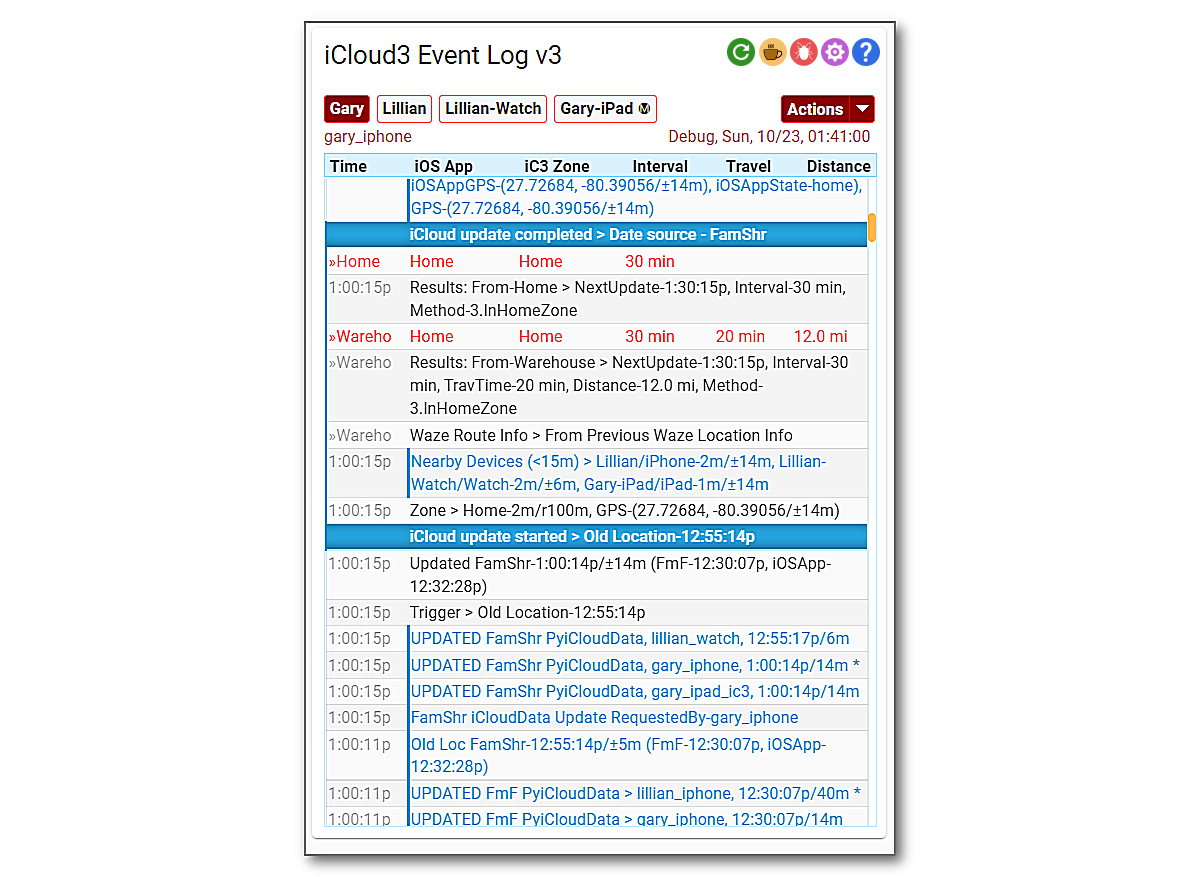 iCloud3 Event Log v3
?
Gary Lillian Lillian-Watch Gary-iPad Ⓜ Actions
gary_iphone Debug, Sun, 10/23, 01:41:00
Time iOS App iC3 Zone Interval Travel Distance
iOSAppGPS-(27.72684, -80.39056/±14m), iOSAppState-home),
GPS-(27.72684, -80.39056/±14m)
iCloud update completed > Date source - FamShr
»Home Home Home 30 min
1:00:15p Results: From-Home > NextUpdate-1:30:15p, Interval-30 min,
Method-3.InHomeZone
»Wareho Home Home 30 min 20 min 12.0 mi
»Wareho Results: From-Warehouse > NextUpdate-1:30:15p, Interval-30
min, TravTime-20 min, Distance-12.0 mi, Method-
3.InHomeZone
»Wareho Waze Route Info > From Previous Waze Location Info
1:00:15p Nearby Devices (<15m) > Lillian/iPhone-2m/±14m, Lillian-
Watch/Watch-2m/±6m, Gary-iPad/iPad-1m/±14m
1:00:15p Zone > Home-2m/r100m, GPS-(27.72684, -80.39056/±14m)
iCloud update started > Old Location-12:55:14p
1:00:15p Updated FamShr-1:00:14p/±14m (FmF-12:30:07p, iOSApp-
12:32:28p)
1:00:15p Trigger > Old Location-12:55:14p
1:00:15p UPDATED FamShr PyiCloudData, lillian_watch, 12:55:17p/6m
1:00:15p UPDATED FamShr PyiCloudData, gary_iphone, 1:00:14p/14m *
1:00:15p UPDATED FamShr PyiCloudData, gary_ipad_ic3, 1:00:14p/14m
1:00:15p FamShr iCloudData Update RequestedBy-gary_iphone
1:00:11p Old Loc FamShr-12:55:14p/±5m (FmF-12:30:07p, iOSApp-
12:32:28p)
1:00:11p UPDATED FmF PyiCloudData > lillian_iphone, 12:30:07p/40m *
1:00:11p UPDATED FmF PyiCloudData > gary_iphone, 12:30:07p/14m